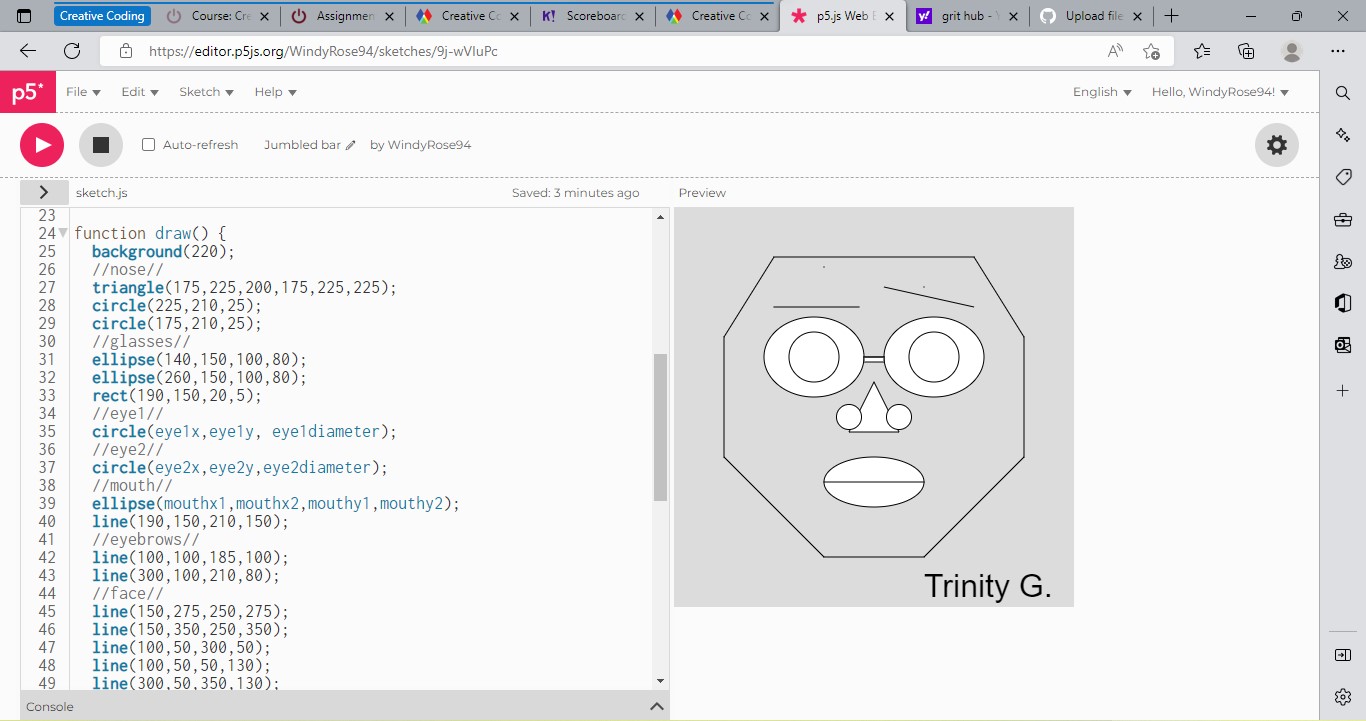 Creative Coding
Course: Cre
Assignmen
Creative Co
K! Scoreboard
Creative Co
p5.js Web E
y! grit hub - Y
Upload file
https://editor.p5js.org/WindyRose94/sketches/9j-wVIuPc
p5*
File
Edit
Sketch
Help
English
Hello, WindyRose94!
Auto-refresh
Jumbled bar
by WindyRose94
sketch.js
Saved: 3 minutes ago
Preview
23
24 function draw() {
25 background(220);
26 //nose//
27 triangle(175,225,200,175,225,225);
28 circle(225,210,25);
29 circle(175,210,25);
30 //glasses//
31 ellipse(140,150,100,80);
32 ellipse(260,150,100,80);
33 rect(190,150,20,5);
34 //eye1//
35 circle(eye1x,eye1y, eye1diameter);
36 //eye2//
37 circle(eye2x,eye2y,eye2diameter);
38 //mouth//
39 ellipse(mouthx1,mouthx2,mouthy1,mouthy2);
40 line(190,150,210,150);
41 //eyebrows//
42 line(100,100,185,100);
43 line(300,100,210,80);
44 //face//
45 line(150,275,250,275);
46 line(150,350,250,350);
47 line(100,50,300,50);
48 line(100,50,50,130);
49 line(300,50,350,130);
Trinity G.
Console